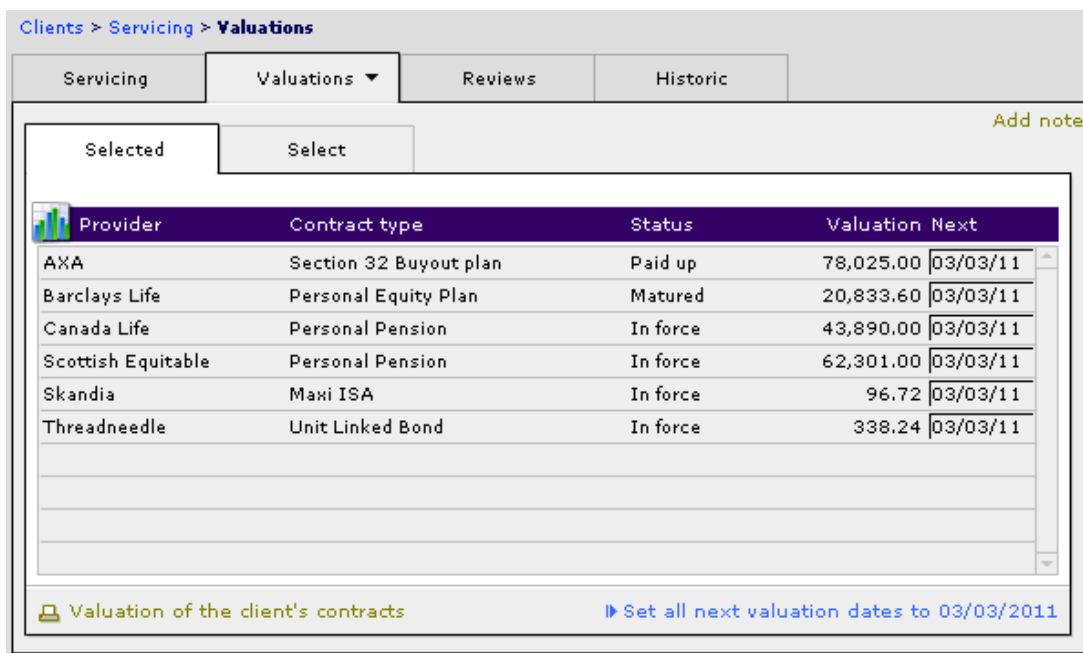 Clients > Servicing > Valuations
Servicing Valuations ▼ Reviews Historic
Add note
Selected Select
Provider Contract type Status Valuation Next
AXA Section 32 Buyout plan Paid up 78,025.00 03/03/11
Barclays Life Personal Equity Plan Matured 20,833.60 03/03/11
Canada Life Personal Pension In force 43,890.00 03/03/11
Scottish Equitable Personal Pension In force 62,301.00 03/03/11
Skandia Maxi ISA In force 96.72 03/03/11
Threadneedle Unit Linked Bond In force 338.24 03/03/11
Valuation of the client's contracts Set all next valuation dates to 03/03/2011